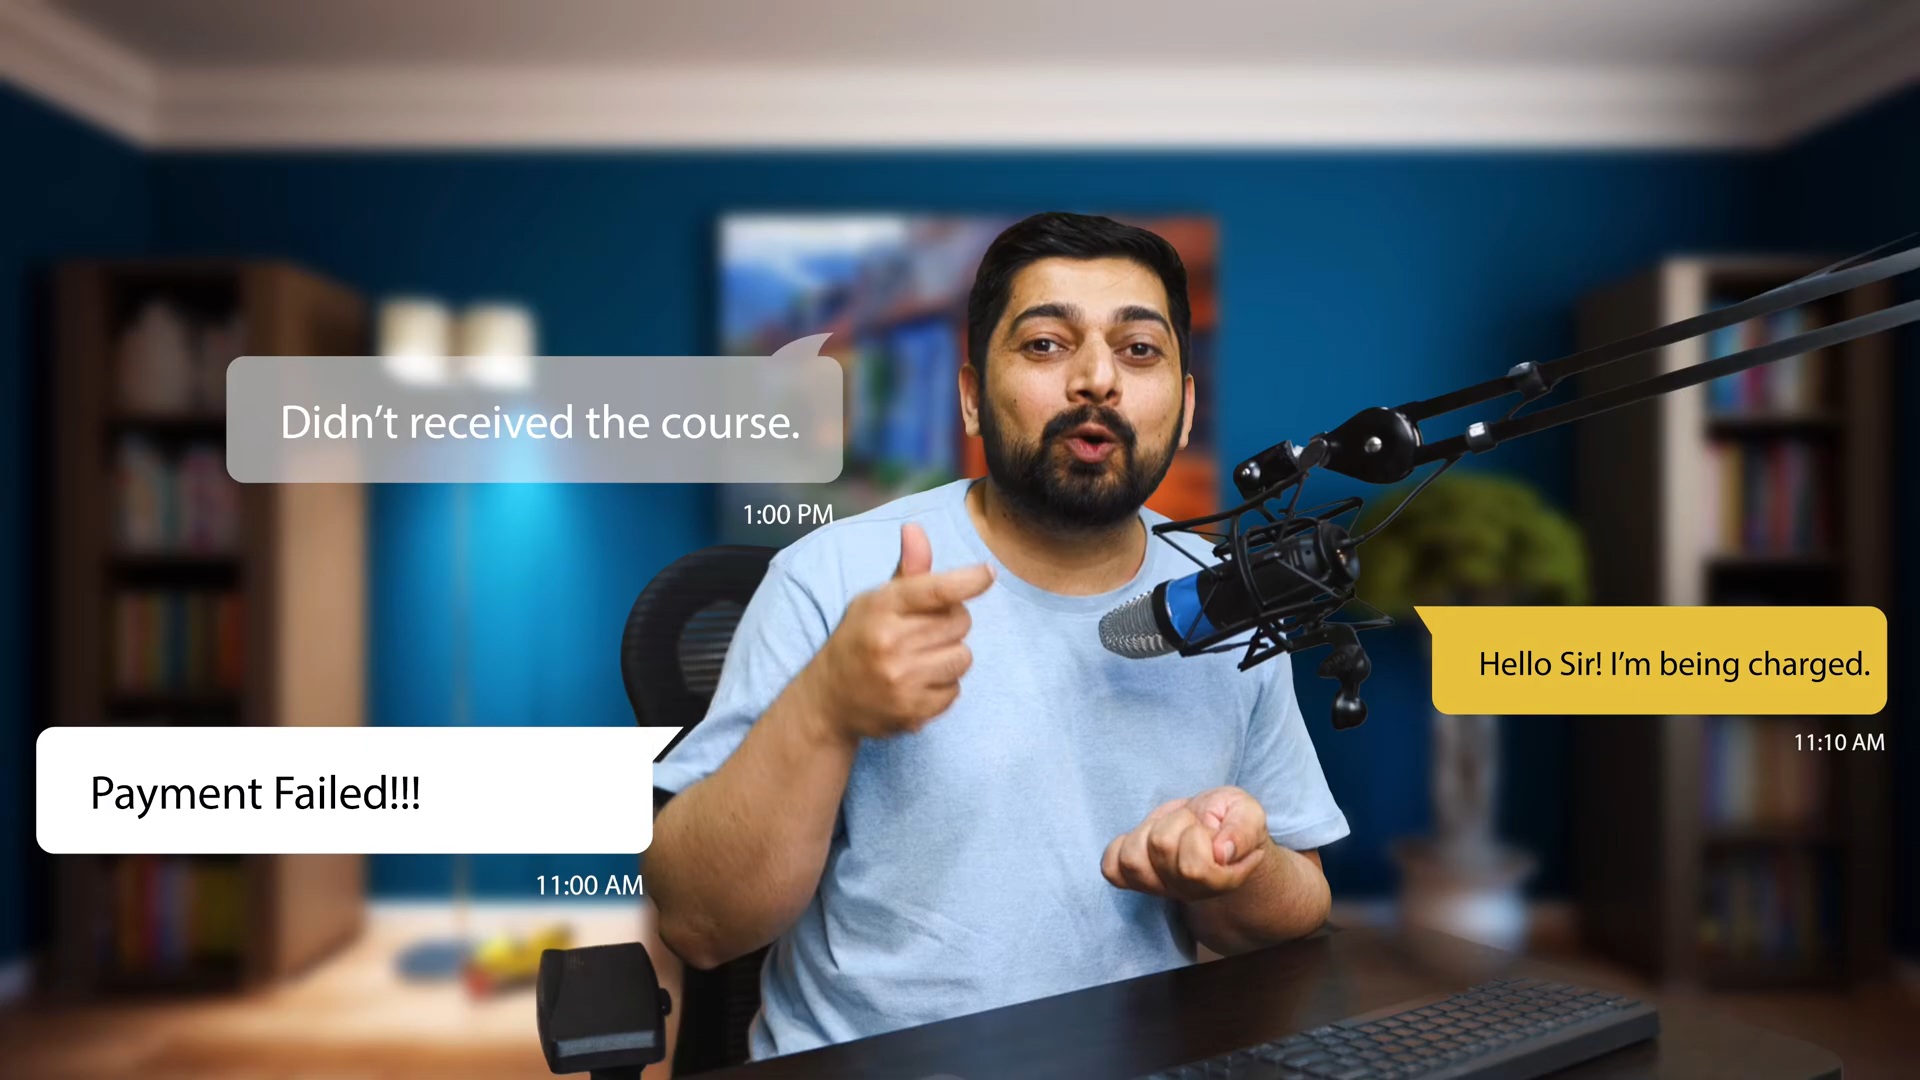 Didn’t received the course.
1:00 PM
Hello Sir! I’m being charged.
11:10 AM
Payment Failed!!!
11:00 AM